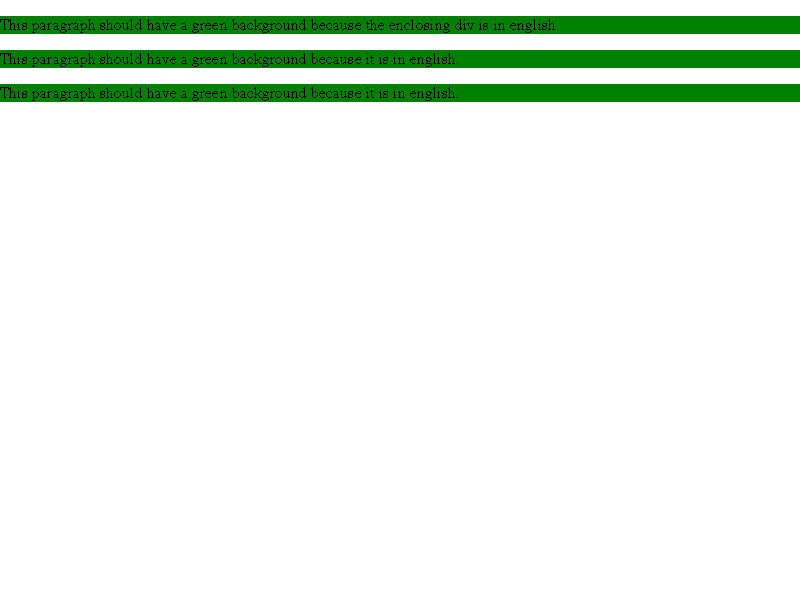 This paragraph should have a green background because the enclosing div is in english.
This paragraph should have a green background because it is in english.
This paragraph should have a green background because it is in english.